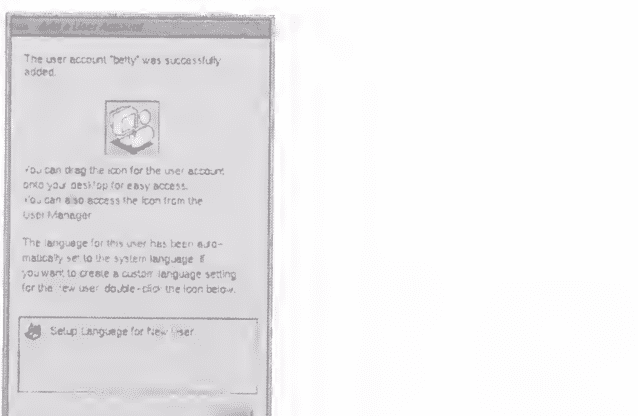 Add a User Account
The user account "betty" was successfully
added.
You can drag the icon for the user account
onto your desktop for easy access.
You can also access the icon from the
User Manager
The language for this user has been auto-
matically set to the system language. If
you want to create a custom language setting
for the new user, double-click the icon below.
Setup Language for New User